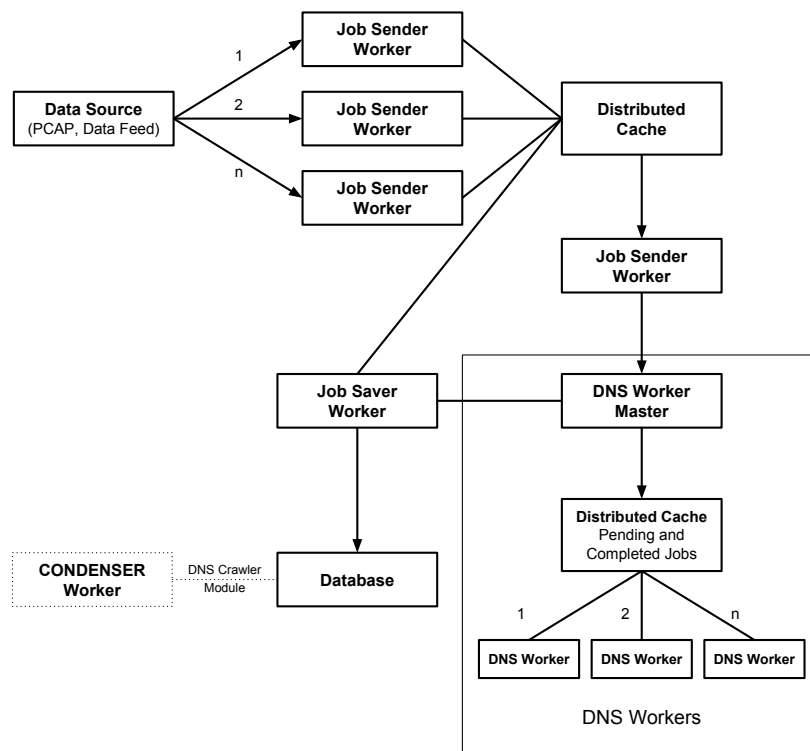 Job Sender
Worker
1
Data Source
(PCAP, Data Feed)
2
Job Sender
Worker
Distributed
Cache
n
Job Sender
Worker
Job Sender
Worker
Job Saver
Worker
DNS Worker
Master
Distributed Cache
Pending and
Completed Jobs
CONDENSER
Worker
DNS Crawler
Module
Database
1
2
n
DNS Worker
DNS Worker
DNS Worker
DNS Workers